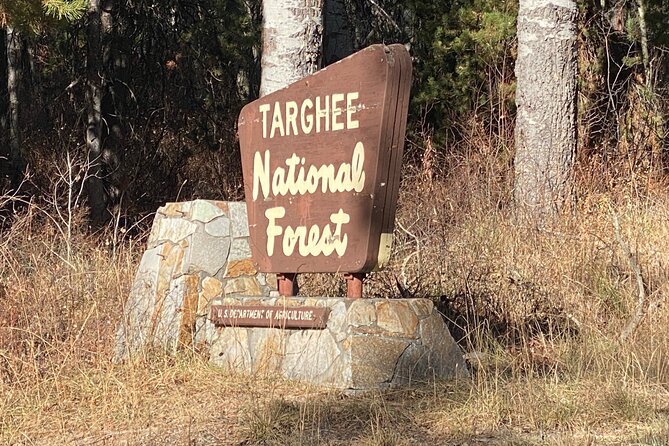 TARGHEE
National
Forest
U.S. DEPARTMENT OF AGRICULTURE